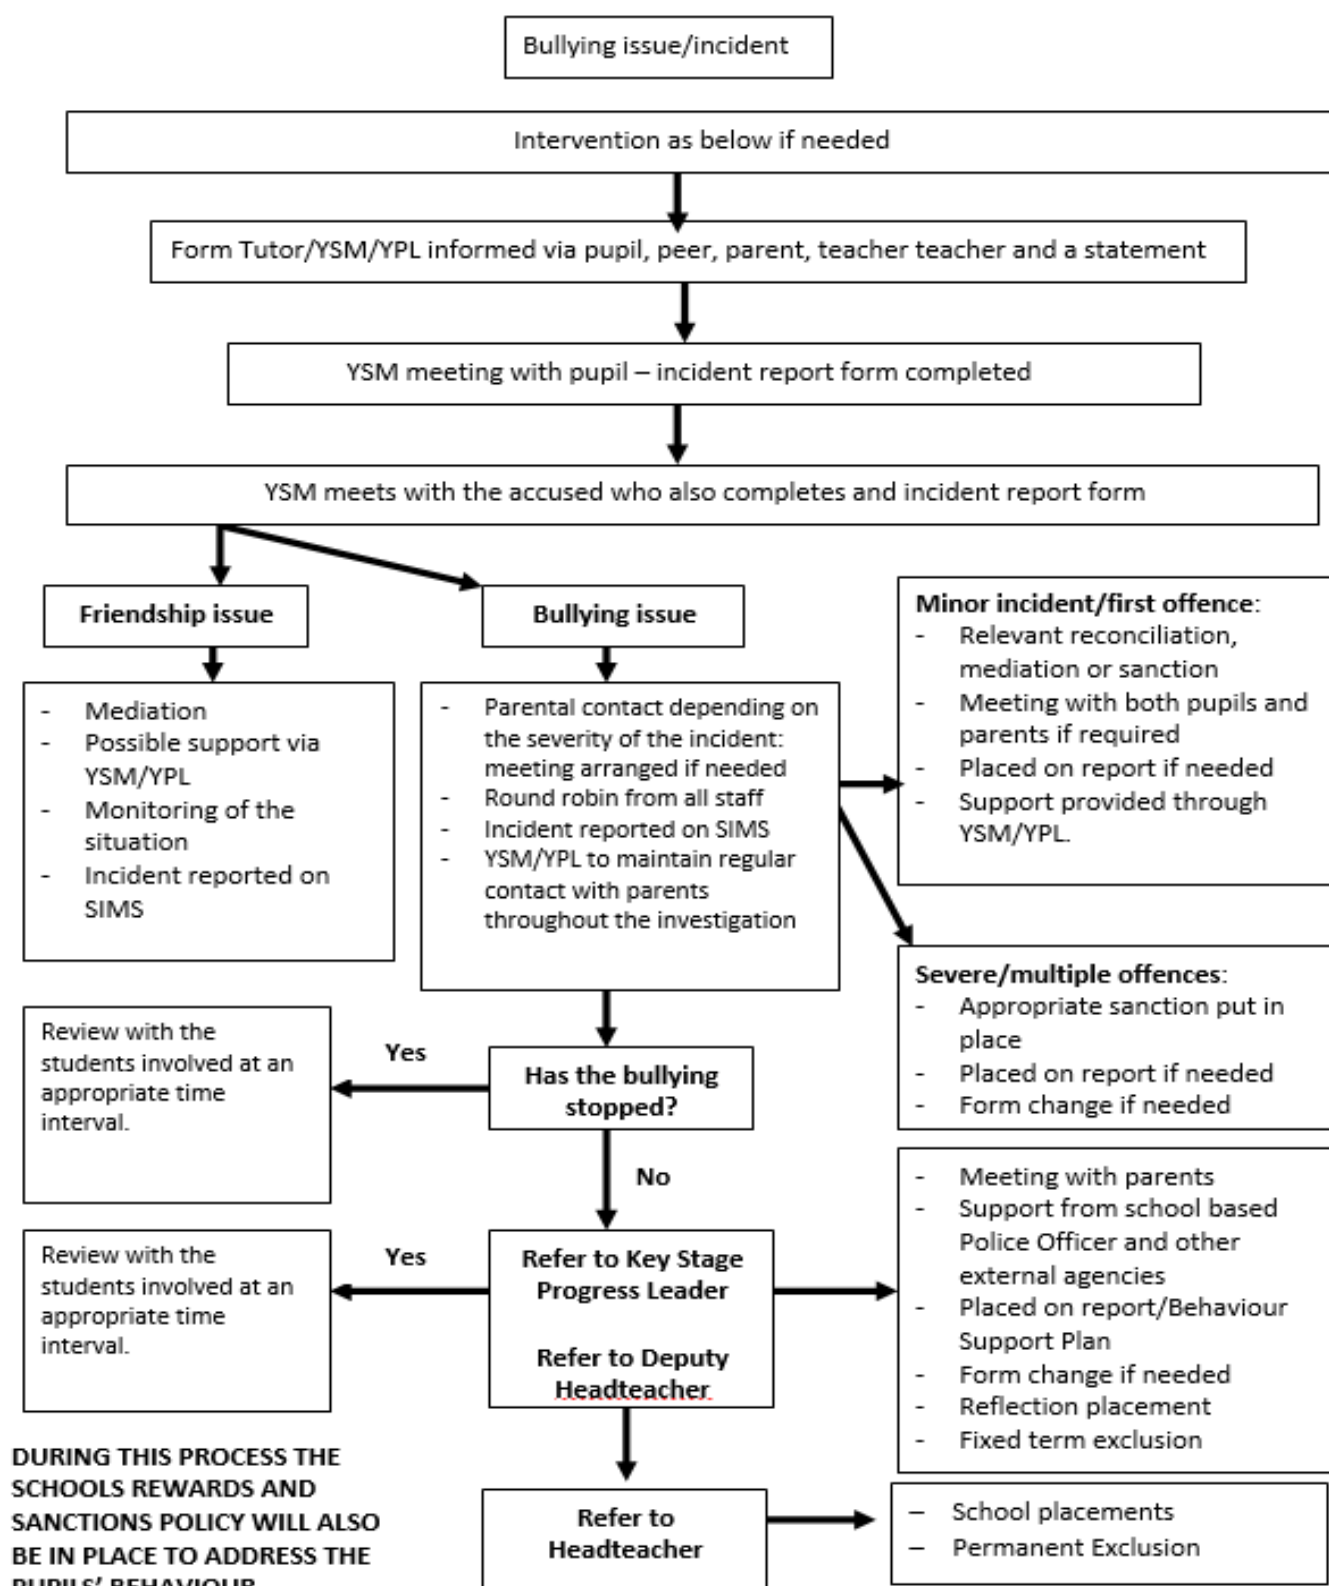 Bullying issue/incident
Intervention as below if needed
Form Tutor/YSM/YPL informed via pupil, peer, parent, teacher teacher and a statement
YSM meeting with pupil – incident report form completed
YSM meets with the accused who also completes and incident report form
Friendship issue
- Mediation
- Possible support via
YSM/YPL
- Monitoring of the
situation
- Incident reported on
SIMS
Bullying issue
- Parental contact depending on
the severity of the incident:
meeting arranged if needed
- Round robin from all staff
- Incident reported on SIMS
- YSM/YPL to maintain regular
contact with parents
throughout the investigation
Minor incident/first offence:
- Relevant reconciliation,
mediation or sanction
- Meeting with both pupils and
parents if required
- Placed on report if needed
- Support provided through
YSM/YPL.
Severe/multiple offences:
- Appropriate sanction put in
place
- Placed on report if needed
- Form change if needed
Has the bullying
stopped?
Yes
Review with the
students involved at an
appropriate time
interval.
No
Refer to Key Stage
Progress Leader
Refer to Deputy
Headteacher
Yes
Review with the
students involved at an
appropriate time
interval.
- Meeting with parents
- Support from school based
Police Officer and other
external agencies
- Placed on report/Behaviour
Support Plan
- Form change if needed
- Reflection placement
- Fixed term exclusion
Refer to
Headteacher
– School placements
– Permanent Exclusion
DURING THIS PROCESS THE
SCHOOLS REWARDS AND
SANCTIONS POLICY WILL ALSO
BE IN PLACE TO ADDRESS THE
PUPILS' BEHAVIOUR